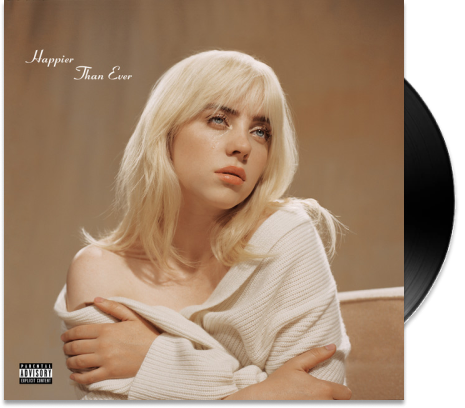 Happier
Than Ever
PARENTAL
ADVISORY
EXPLICIT CONTENT